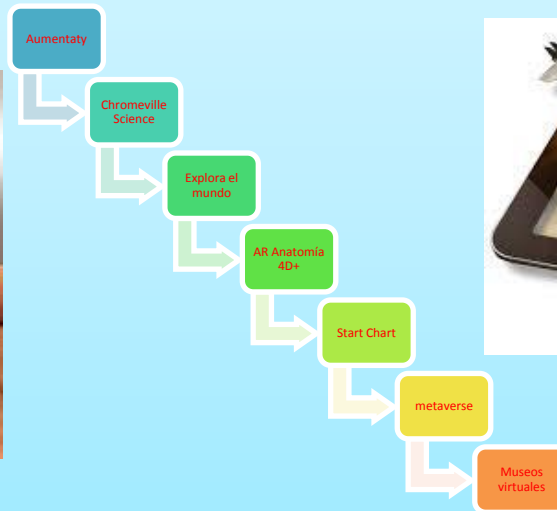 Aumentaty
Chromeville
Science
Explora el
mundo
AR Anatomía
4D+
Start Chart
metaverse
Museos
virtuales